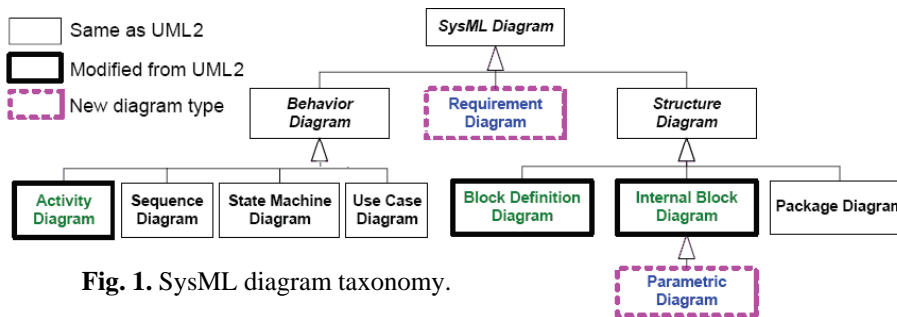 Same as UML2
Modified from UML2
New diagram type
SysML Diagram
Behavior
Diagram
Requirement
Diagram
Structure
Diagram
Activity
Diagram
Sequence
Diagram
State Machine
Diagram
Use Case
Diagram
Block Definition
Diagram
Internal Block
Diagram
Package Diagram
Parametric
Diagram
Fig. 1. SysML diagram taxonomy.